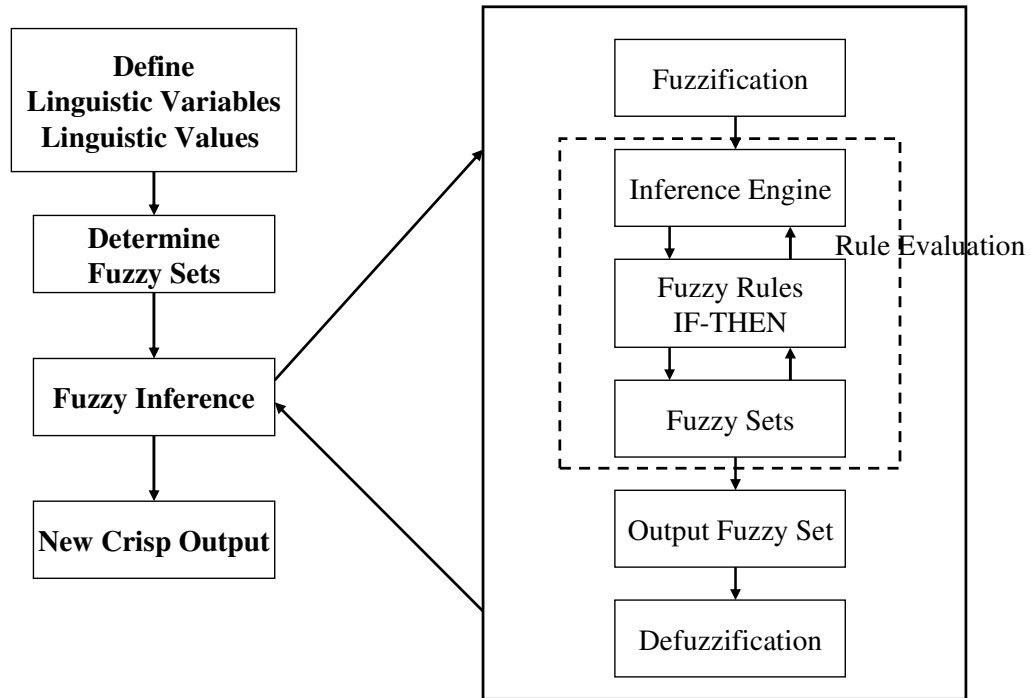 Define
Linguistic Variables
Linguistic Values
Determine
Fuzzy Sets
Fuzzy Inference
New Crisp Output
Fuzzification
Inference Engine
Rule Evaluation
Fuzzy Rules
IF-THEN
Fuzzy Sets
Output Fuzzy Set
Defuzzification